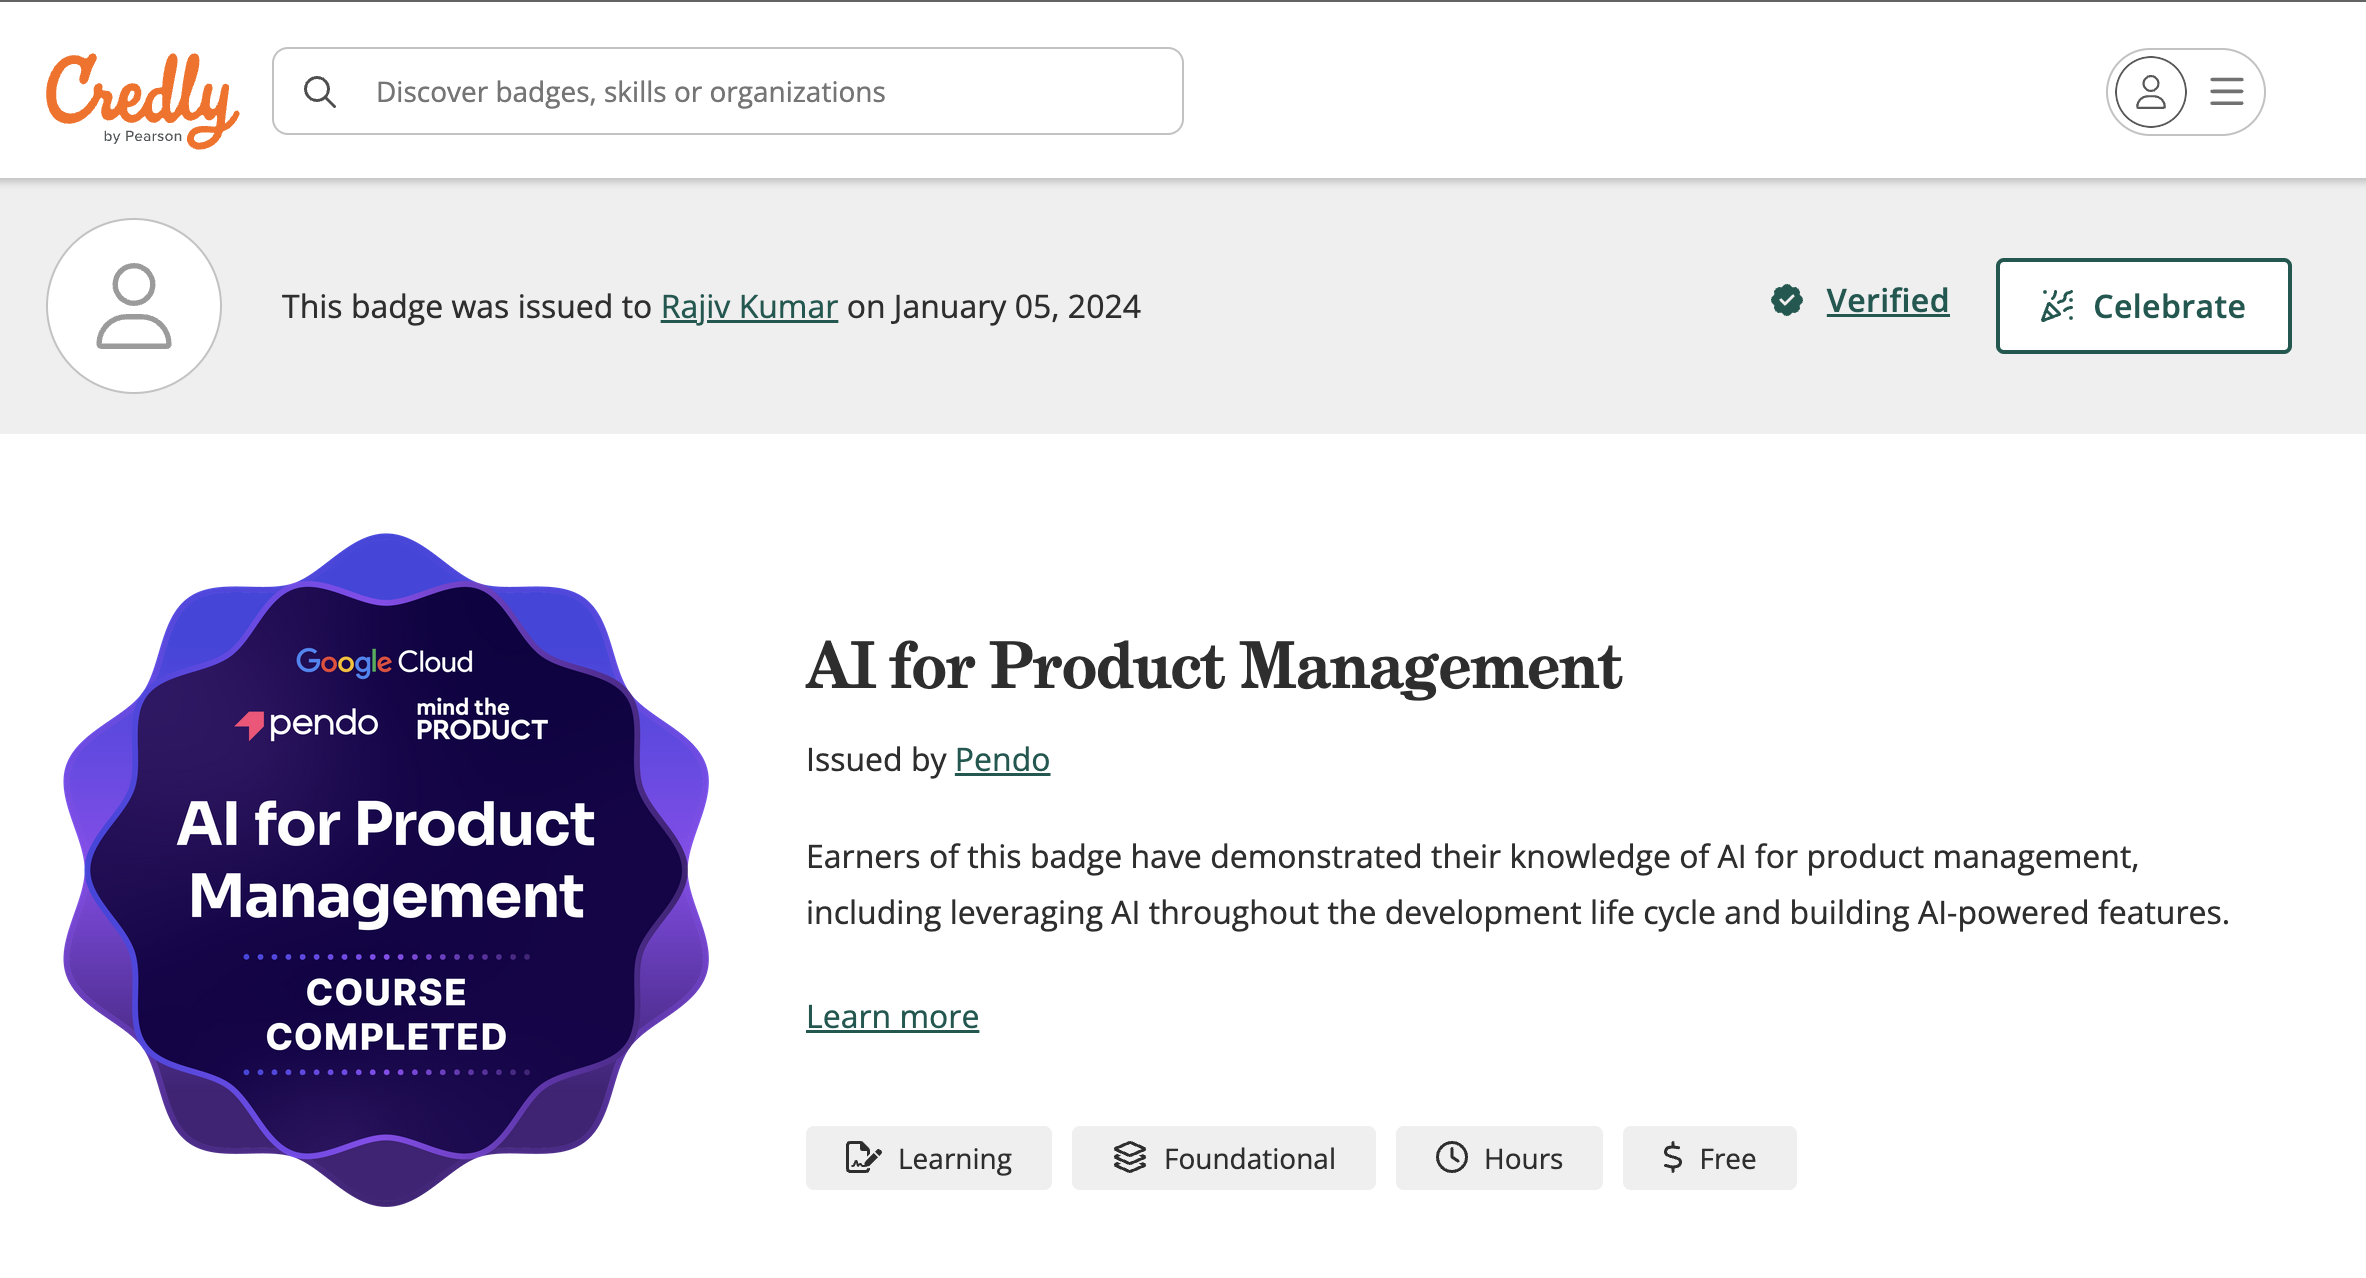 Credly
by Pearson
Discover badges, skills or organizations
This badge was issued to Rajiv Kumar on January 05, 2024
Verified
Celebrate
Google Cloud
pendo
mind the
PRODUCT
AI for Product
Management
COURSE
COMPLETED
AI for Product Management
Issued by Pendo
Earners of this badge have demonstrated their knowledge of AI for product management,
including leveraging AI throughout the development life cycle and building AI-powered features.
Learn more
Learning
Foundational
Hours
$ Free